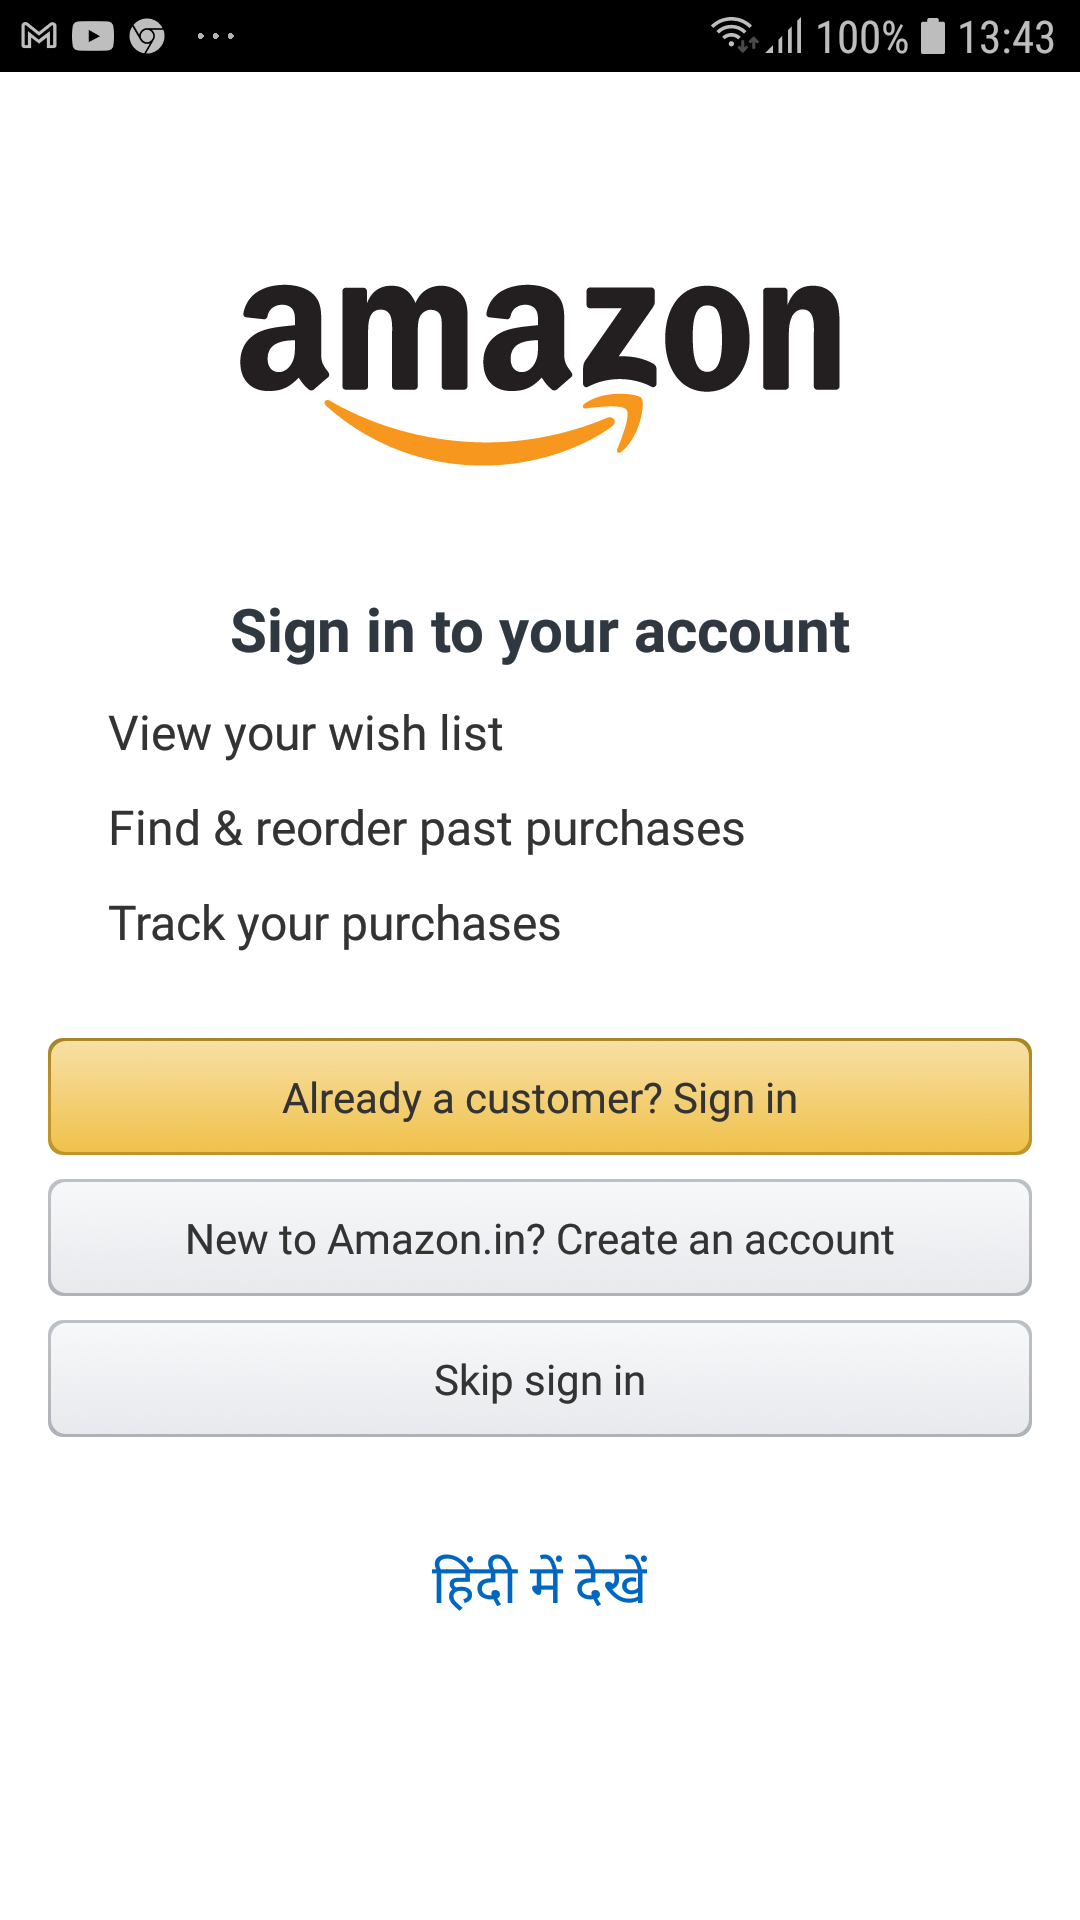 100% 13:43
amazon
Sign in to your account
View your wish list
Find & reorder past purchases
Track your purchases
Already a customer? Sign in
New to Amazon.in? Create an account
Skip sign in
हिंदी में देखें